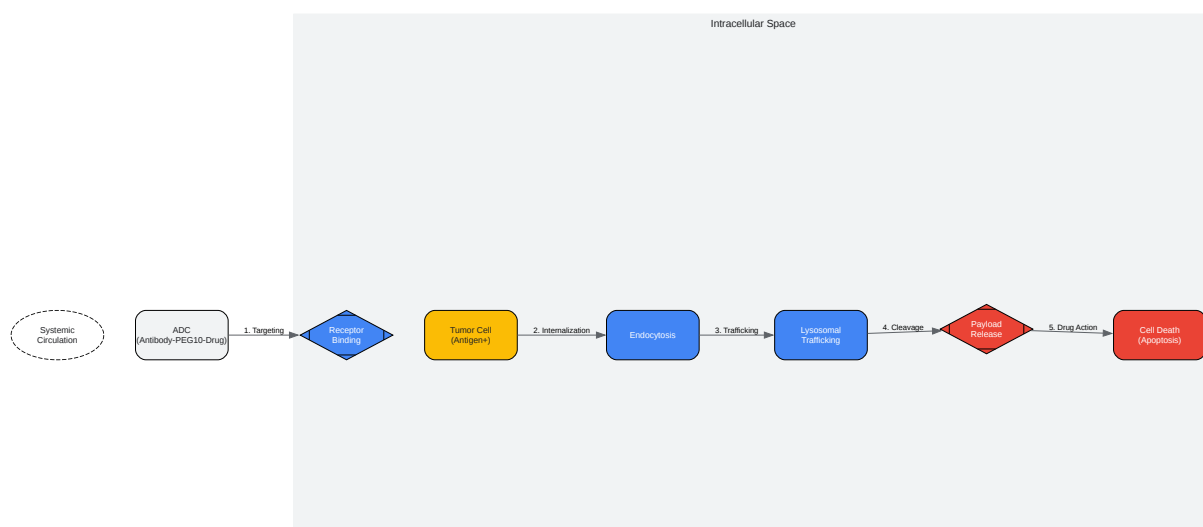 Intracellular Space
Systemic
Circulation
ADC
(Antibody-PEG10-Drug)
1. Targeting
Receptor
Binding
Tumor Cell
(Antigen+)
2. Internalization
Endocytosis
3. Trafficking
Lysosomal
Trafficking
4. Cleavage
Payload
Release
5. Drug Action
Cell Death
(Apoptosis)